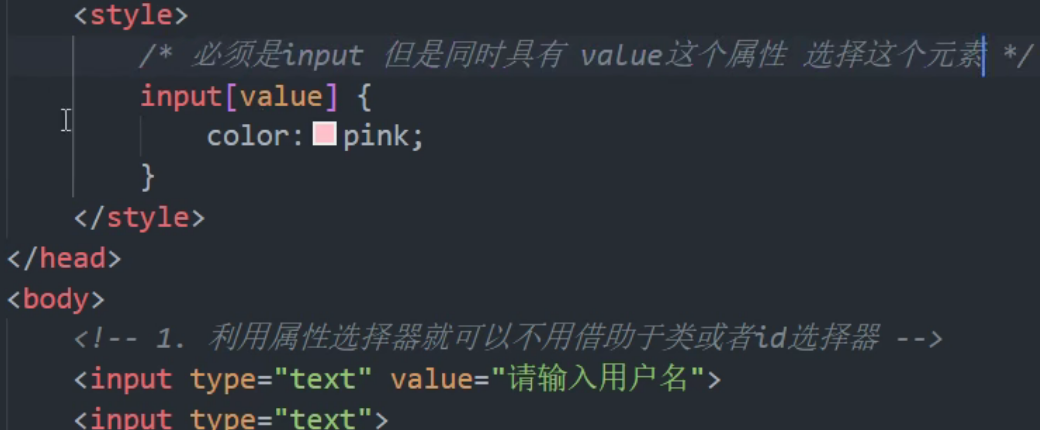 <style>
/* 必须是input 但是同时具有 value这个属性 选择这个元素 */
input[value] {
color: pink;
}
</style>
</head>
<body>
<!-- 1. 利用属性选择器就可以不用借助于类或者id选择器 -->
<input type="text" value="请输入用户名">
<input type="text">